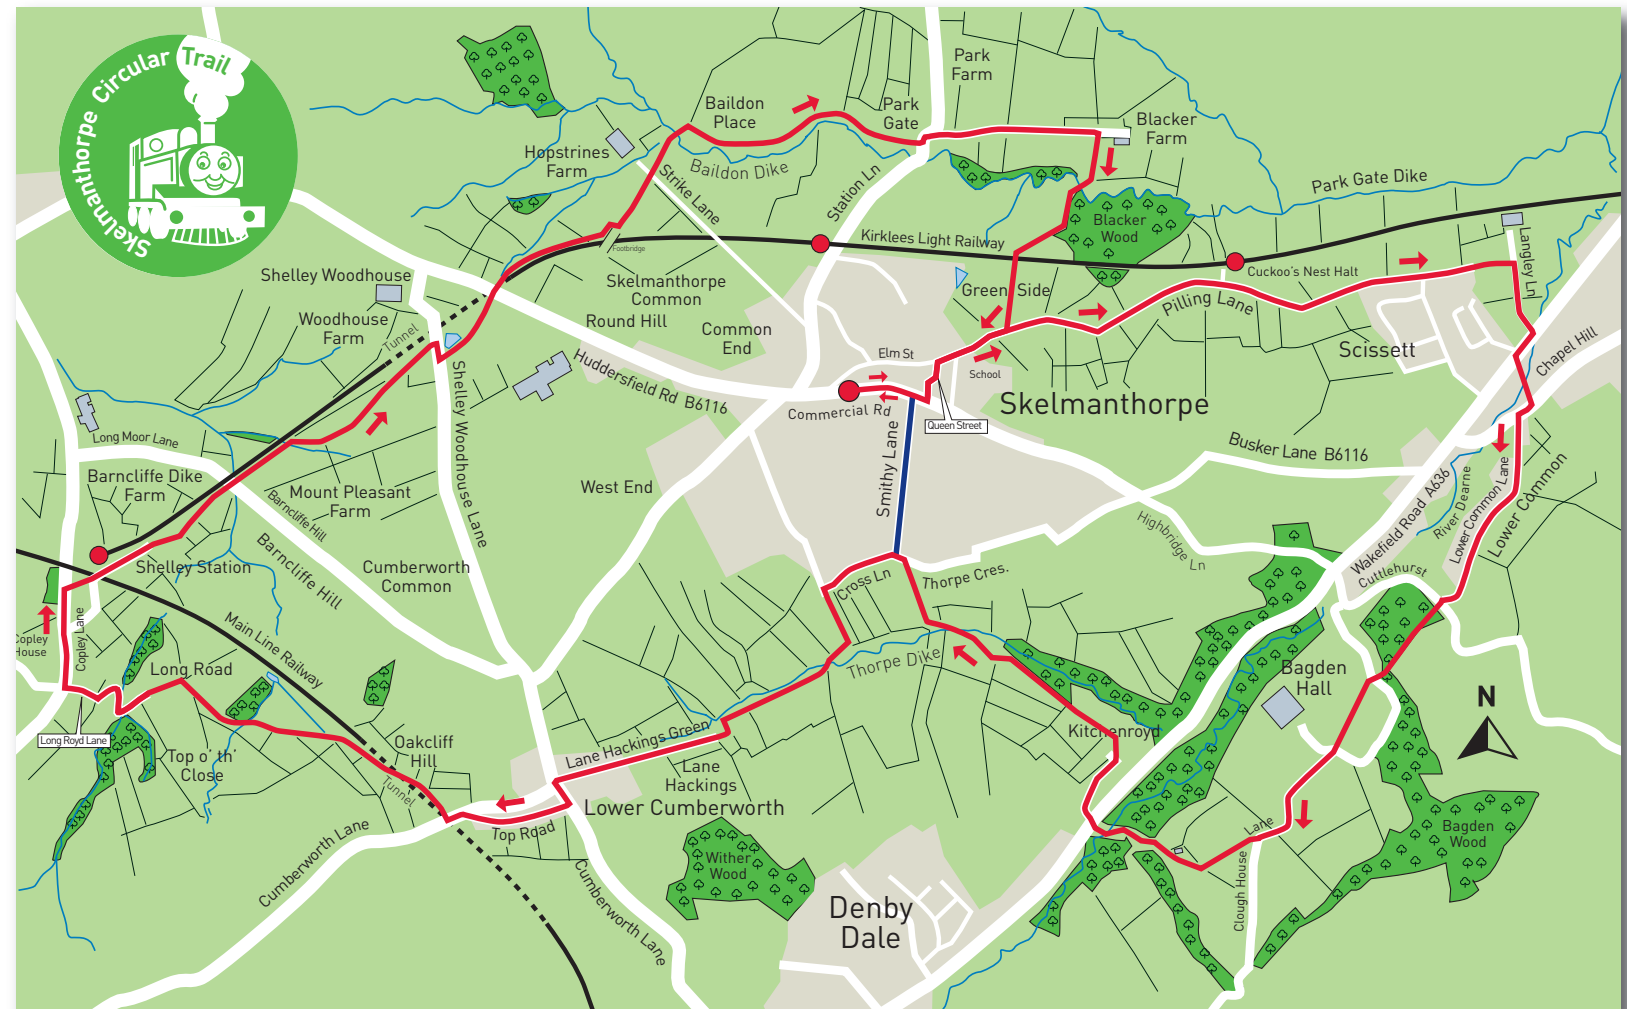 Skelmanthorpe Circular Trail
Park
Farm
Baildon
Place
Park
Gate
Blacker
Farm
Hopstrines
Farm
Baildon Dike
Strike Lane
Station Ln
Park Gate Dike
Blacker
Wood
Kirklees Light Railway
Footbridge
Langley Ln
Shelley Woodhouse
Skelmanthorpe
Common
Cuckoo's Nest Halt
Green Side
Pilling Lane
Woodhouse
Farm
Tunnel
Round Hill
Common
End
Elm St
School
Scissett
Chapel Hill
Shelley Woodhouse Lane
Huddersfield Rd B6116
Commercial Rd
Skelmanthorpe
Queen Street
Smithy Lane
Long Moor Lane
Busker Lane B6116
Barncliffe Dike
Farm
Mount Pleasant
Farm
Barncliffe Hill
West End
Wakefield Road A636
River Dearne
Lower Common Lane
Lower Common
Highbridge Ln
Barncliffe Hill
Shelley Station
Cumberworth
Common
Cross Ln
Thorpe Cres.
Cuttlehurst
Copley
House
Copley Lane
Main Line Railway
Long Road
Thorpe Dike
Bagden
Hall
N
Long Royd Lane
Top o' th'
Close
Oakcliff
Hill
Tunnel
Lane Hackings Green
Lane
Hackings
Kitchenroyd
Lower Cumberworth
Top Road
Cumberworth Lane
Cumberworth Lane
Wither
Wood
Clough House
Lane
Bagden
Wood
Denby
Dale